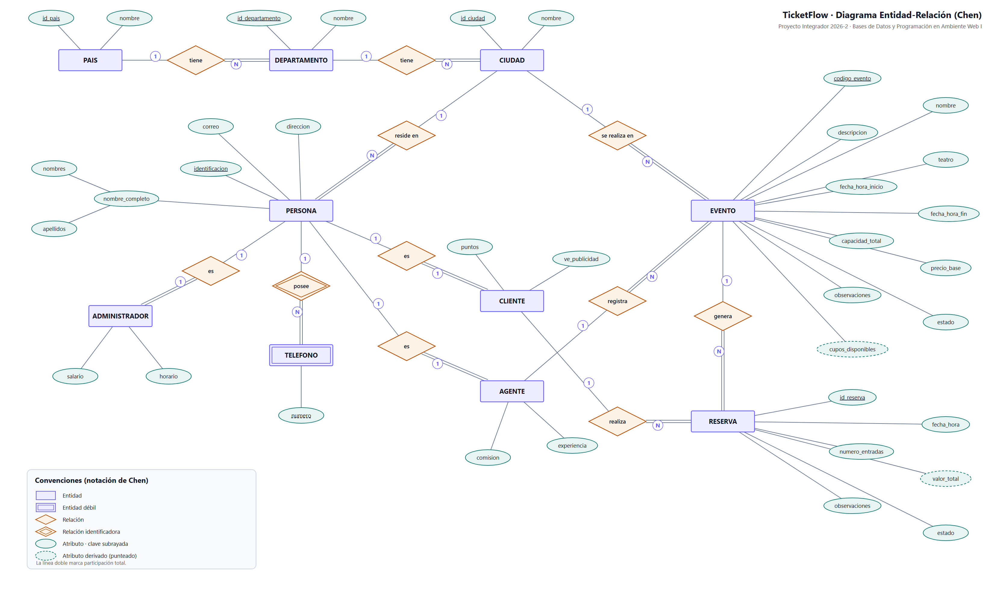 TicketFlow · Diagrama Entidad-Relación (Chen)
Proyecto Integrador 2026-2 · Bases de Datos y Programación en Ambiente Web I
id_pais
nombre
id_departamento
nombre
id_ciudad
nombre
PAIS
1
tiene
N
DEPARTAMENTO
1
tiene
N
CIUDAD
codigo_evento
nombre
descripcion
teatro
fecha_hora_inicio
fecha_hora_fin
capacidad_total
precio_base
observaciones
estado
cupos_disponibles
1
reside en
N
1
se realiza en
N
correo
direccion
identificacion
nombres
nombre_completo
apellidos
PERSONA
EVENTO
1
es
1
ADMINISTRADOR
salario
horario
1
posee
N
TELEFONO
numero
1
es
1
puntos
ve_publicidad
CLIENTE
1
es
1
AGENTE
comision
experiencia
N
registra
1
1
genera
N
1
realiza
N
RESERVA
id_reserva
fecha_hora
numero_entradas
valor_total
observaciones
estado
Convenciones (notación de Chen)
Entidad
Entidad débil
Relación
Relación identificadora
Atributo · clave subrayada
Atributo derivado (punteado)
La línea doble marca participación total.